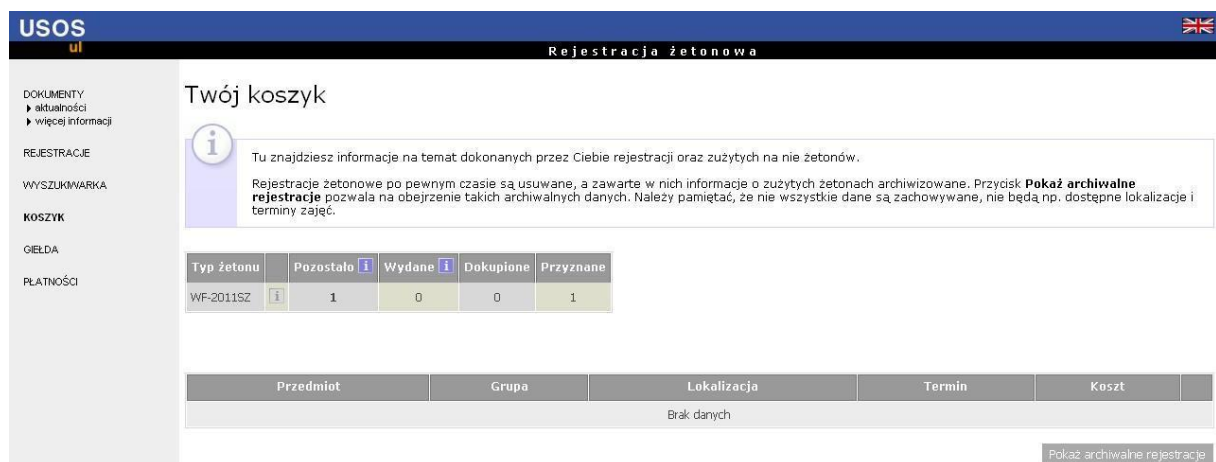 USOS
ul
Rejestracja żetonowa
DOKUMENTY
aktualności
więcej informacji
REJESTRACJE
WYSZUKIWARKA
KOSZYK
GIEŁDA
PŁATNOŚCI
Twój koszyk
i
Tu znajdziesz informacje na temat dokonanych przez Ciebie rejestracji oraz zużytych na nie żetonów.
Rejestracje żetonowe po pewnym czasie są usuwane, a zawarte w nich informacje o zużytych żetonach archiwizowane. Przycisk Pokaż archiwalne
rejestracje pozwala na obejrzenie takich archiwalnych danych. Należy pamiętać, że nie wszystkie dane są zachowywane, nie będą np. dostępne lokalizacje i
terminy zajęć.
Typ żetonu Pozostało i Wydane i Dokupione Przyznane
WF-2011SZ i 1 0 0 1
Przedmiot Grupa Lokalizacja Termin Koszt
Brak danych
Pokaż archiwalne rejestracje